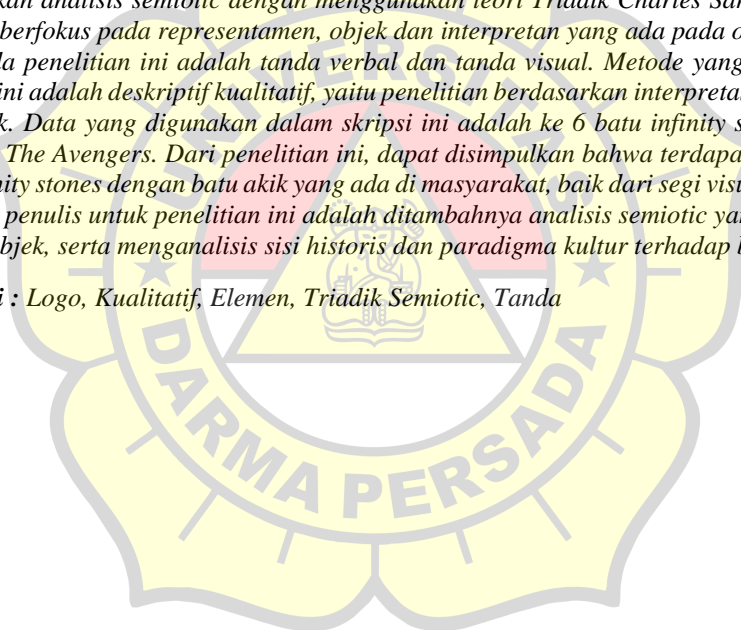 kan analisis semiotic dengan menggunakan teori Triadik Charles San
berfokus pada representamen, objek dan interpretan yang ada pada o
da penelitian ini adalah tanda verbal dan tanda visual. Metode yang
ini adalah deskriptif kualitatif, yaitu penelitian berdasarkan interpreta
k. Data yang digunakan dalam skripsi ini adalah ke 6 batu infinity s
The Avengers. Dari penelitian ini, dapat disimpulkan bahwa terdapa
nity stones dengan batu akik yang ada di masyarakat, baik dari segi visu
penulis untuk penelitian ini adalah ditambahnya analisis semiotic ya
bjek, serta menganalisis sisi historis dan paradigma kultur terhadap b
i : Logo, Kualitatif, Elemen, Triadik Semiotic, Tanda
UNIVERSITAS
DARMA PERSADA